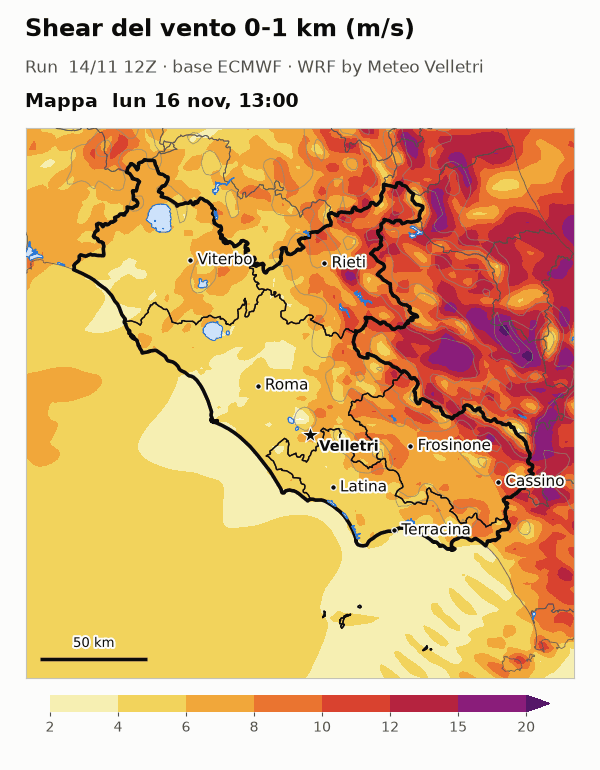 Shear del vento 0-1 km (m/s)
Run  14/11 12Z · base ECMWF · WRF by Meteo Velletri
Mappa  lun 16 nov, 13:00
Viterbo
Rieti
Roma
Velletri
Frosinone
Latina
Cassino
Terracina
50 km
2 4 6 8 10 12 15 20